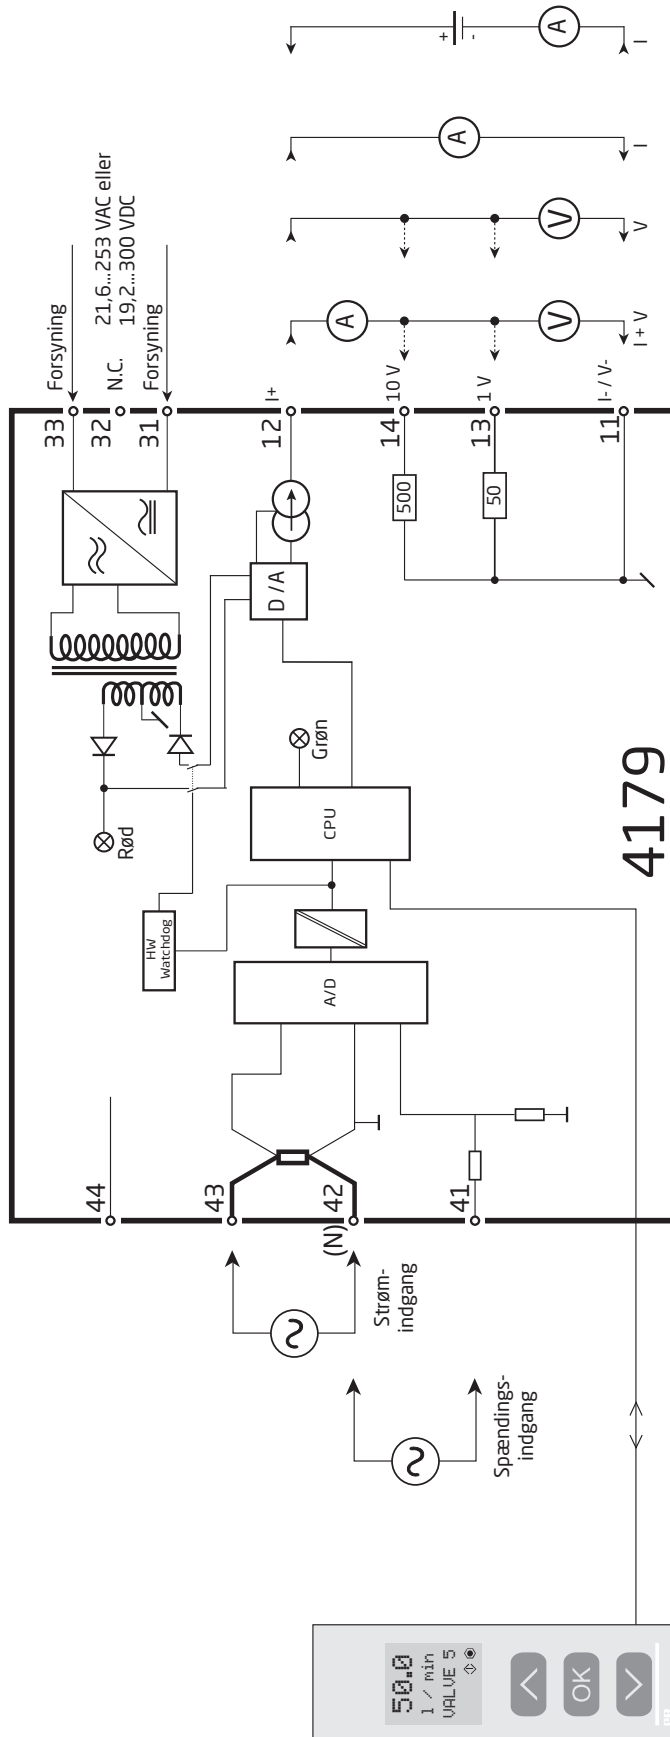 50.0
l / min
VALVE 5
OK
Strøm-
indgang
Spændings-
indgang
44
43
42
(N)
41
HW
Watchdog
Rød
A/D
CPU
Grøn
D/A
4179
500
50
33
32
31
12
14
13
11
Forsyning
N.C.
Forsyning
21,6...253 VAC eller
19,2...300 VDC
I+
10 V
1 V
I- / V-
A
V
I + V
V
V
A
I
+
-
A
I